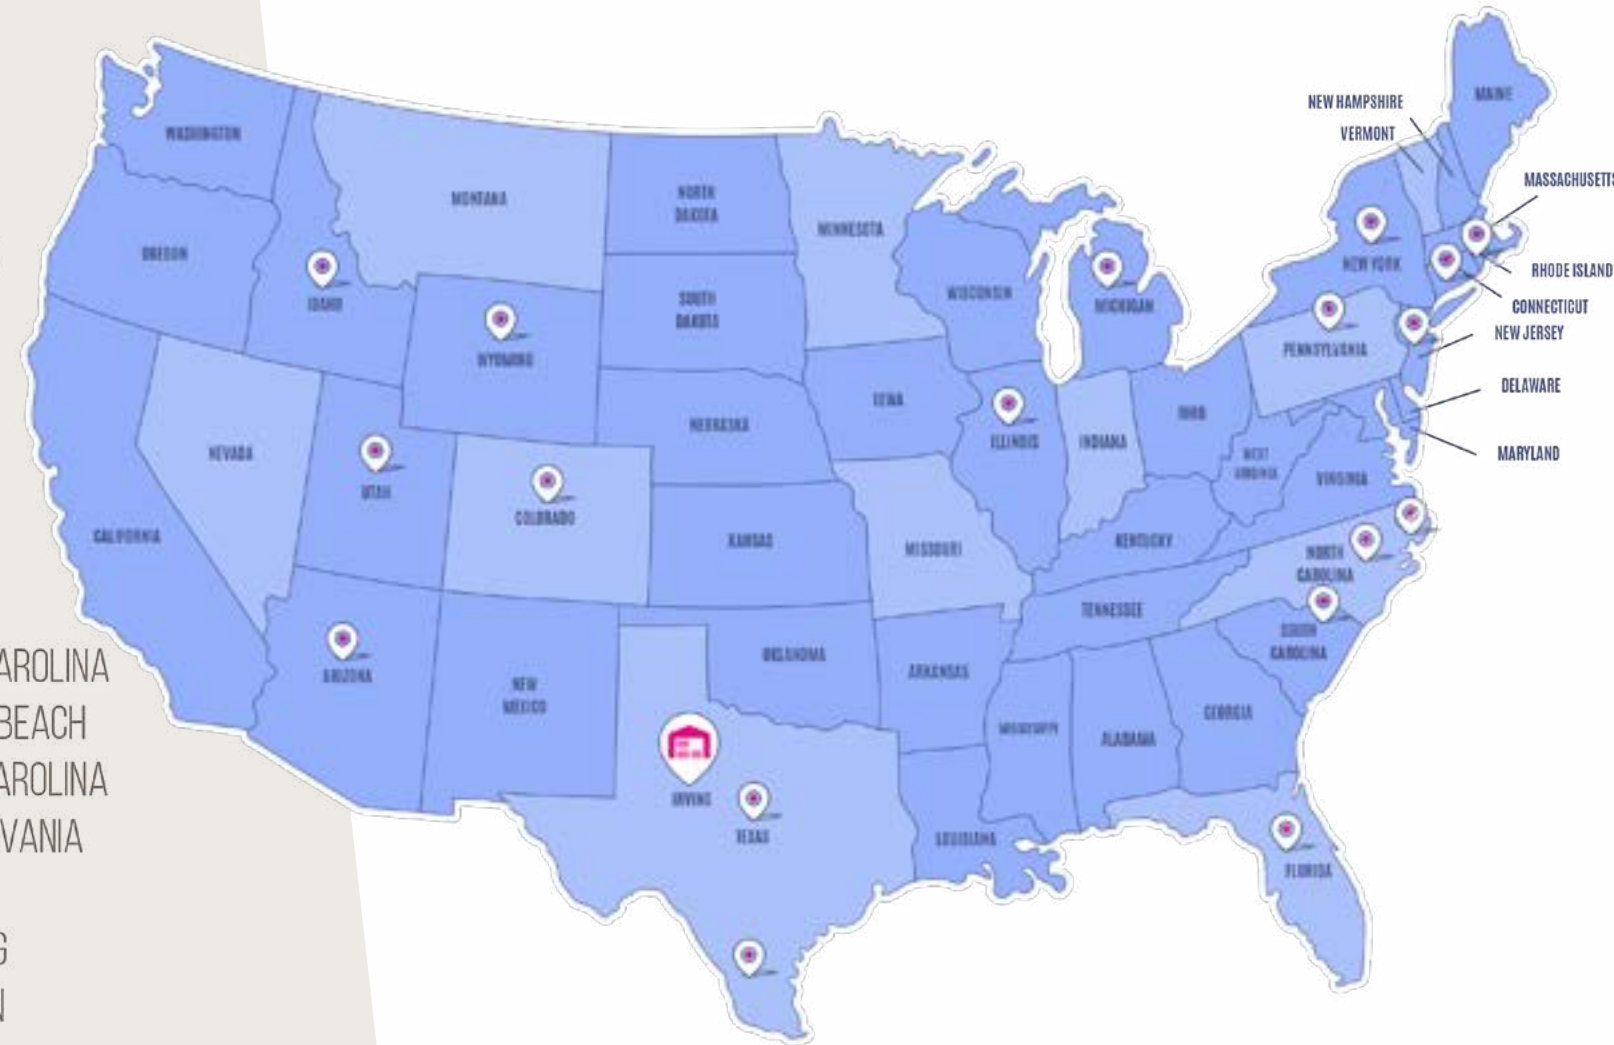 AROLINA
BEACH
AROLINA
VANIA
G
N
WASHINGTON
OREGON
CALIFORNIA
NEVADA
IDAHO
MONTANA
WYOMING
UTAH
COLORADO
ARIZONA
NEW
MEXICO
NORTH
DAKOTA
SOUTH
DAKOTA
NEBRASKA
KANSAS
OKLAHOMA
IRVING
TEXAS
MINNESOTA
IOWA
MISSOURI
ARKANSAS
LOUISIANA
WISCONSIN
ILLINOIS
MICHIGAN
INDIANA
OHIO
KENTUCKY
TENNESSEE
MISSISSIPPI
ALABAMA
GEORGIA
FLORIDA
SOUTH
CAROLINA
NORTH
CAROLINA
VIRGINIA
WEST
VIRGINIA
PENNSYLVANIA
NEW YORK
MAINE
NEW HAMPSHIRE
VERMONT
MASSACHUSETTS
RHODE ISLAND
CONNECTICUT
NEW JERSEY
DELAWARE
MARYLAND